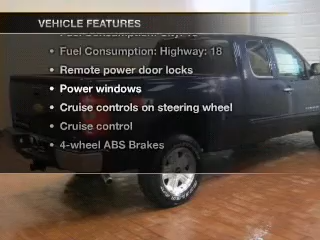 VEHICLE FEATURES
• Fuel Consumption: Highway: 18
• Remote power door locks
• Power windows
• Cruise controls on steering wheel
• Cruise control
• 4-wheel ABS Brakes